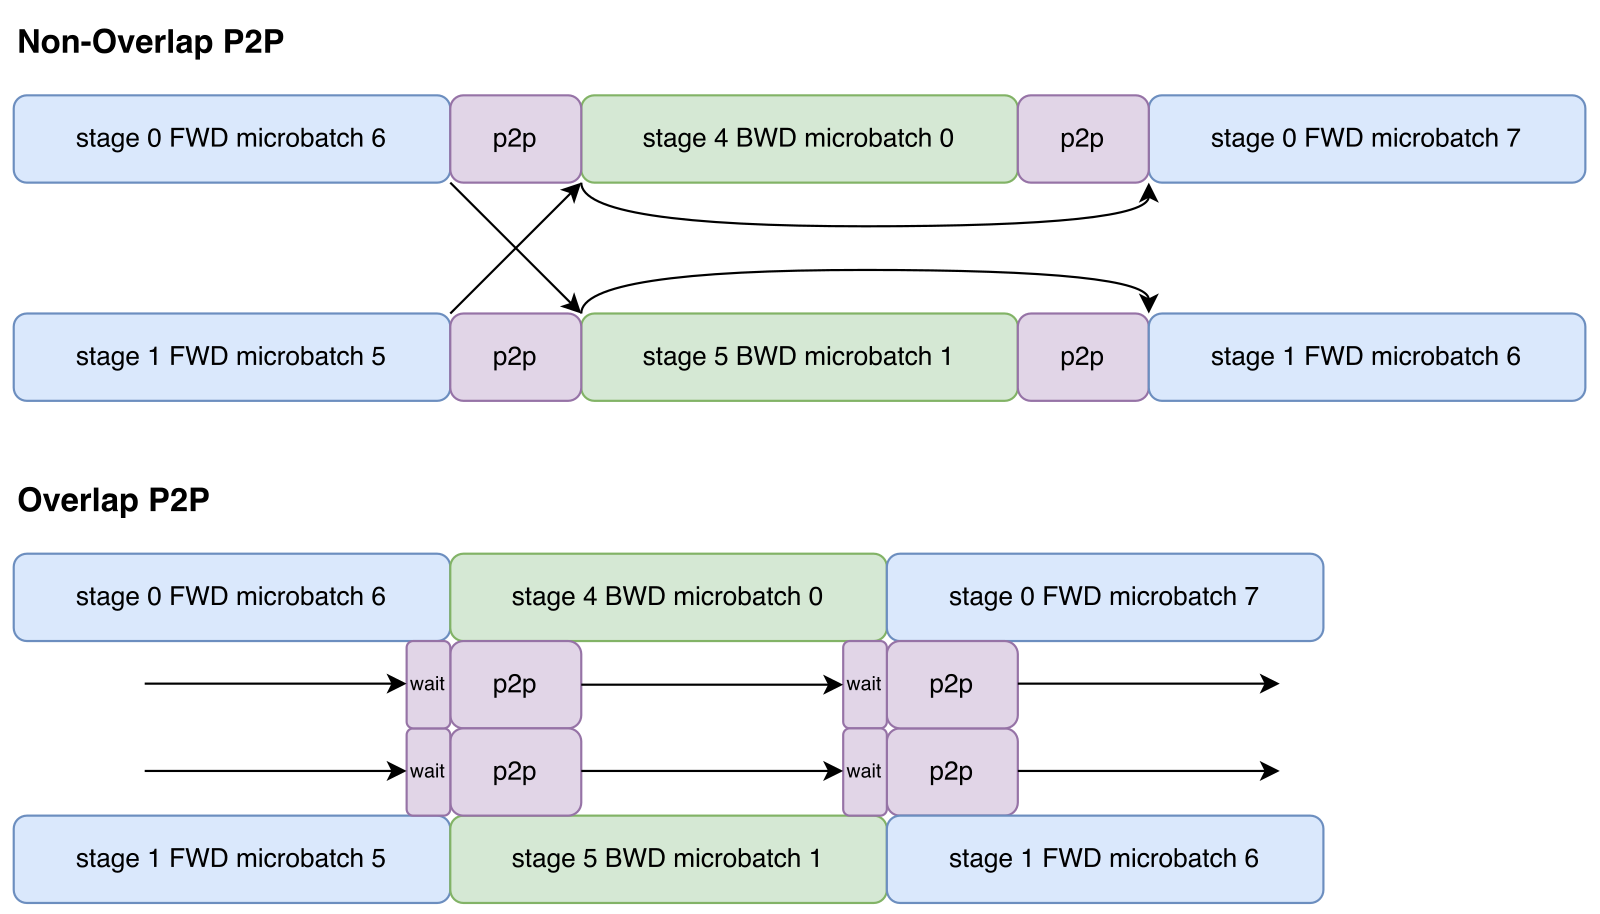 Non-Overlap P2P
stage 0 FWD microbatch 6 p2p stage 4 BWD microbatch 0 p2p stage 0 FWD microbatch 7
stage 1 FWD microbatch 5 p2p stage 5 BWD microbatch 1 p2p stage 1 FWD microbatch 6
Overlap P2P
stage 0 FWD microbatch 6 stage 4 BWD microbatch 0 stage 0 FWD microbatch 7
wait p2p wait p2p
wait p2p wait p2p
stage 1 FWD microbatch 5 stage 5 BWD microbatch 1 stage 1 FWD microbatch 6